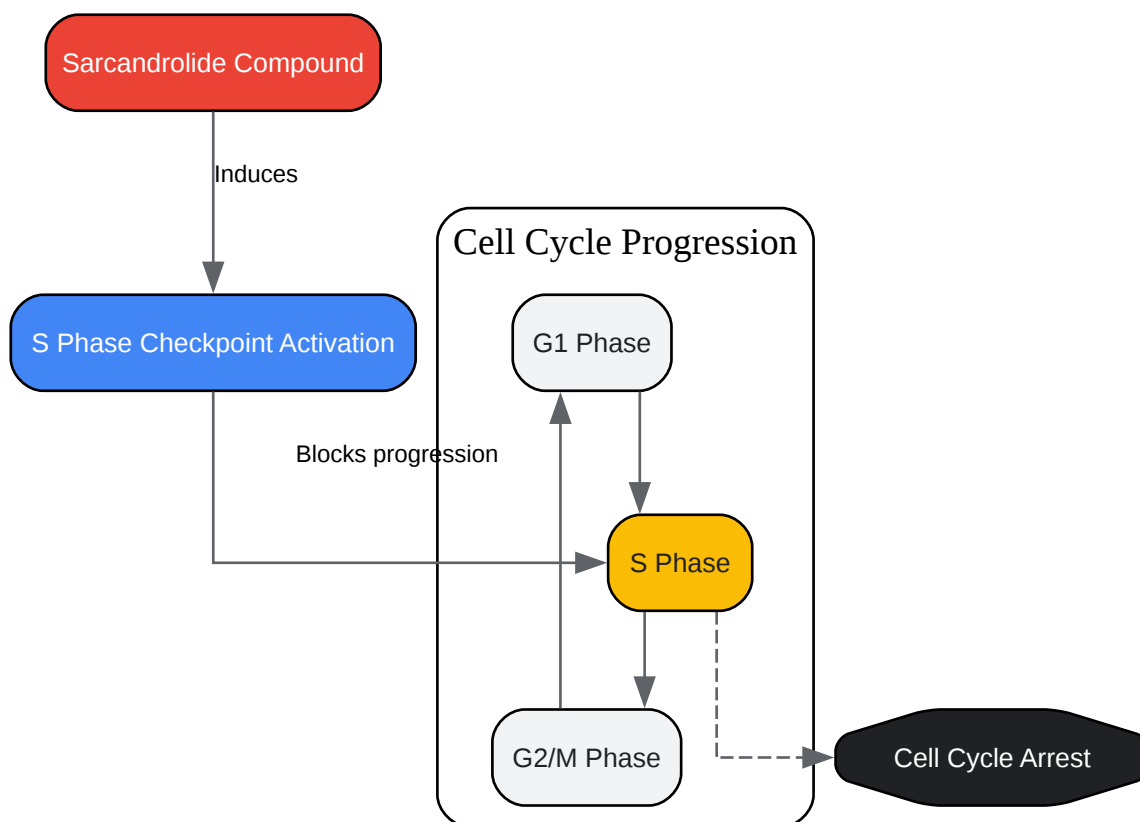 Sarcandrolide Compound
Induces
Cell Cycle Progression
S Phase Checkpoint Activation
G1 Phase
Blocks progression
S Phase
G2/M Phase
Cell Cycle Arrest